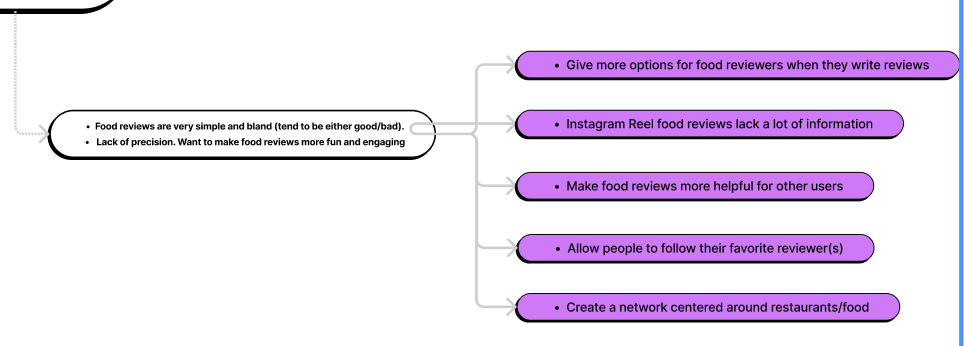 • Food reviews are very simple and bland (tend to be either good/bad).
• Lack of precision. Want to make food reviews more fun and engaging
• Give more options for food reviewers when they write reviews
• Instagram Reel food reviews lack a lot of information
• Make food reviews more helpful for other users
• Allow people to follow their favorite reviewer(s)
• Create a network centered around restaurants/food